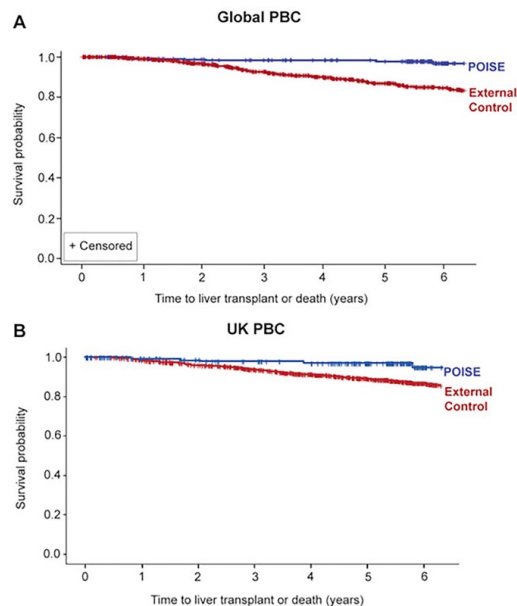 A
Global PBC
Survival probability
1.0
0.8
0.6
0.4
0.2
0.0
POISE
External
Control
+ Censored
0 1 2 3 4 5 6
Time to liver transplant or death (years)
B
UK PBC
Survival probability
1.0
0.8
0.6
0.4
0.2
0.0
POISE
External
Control
0 1 2 3 4 5 6
Time to liver transplant or death (years)